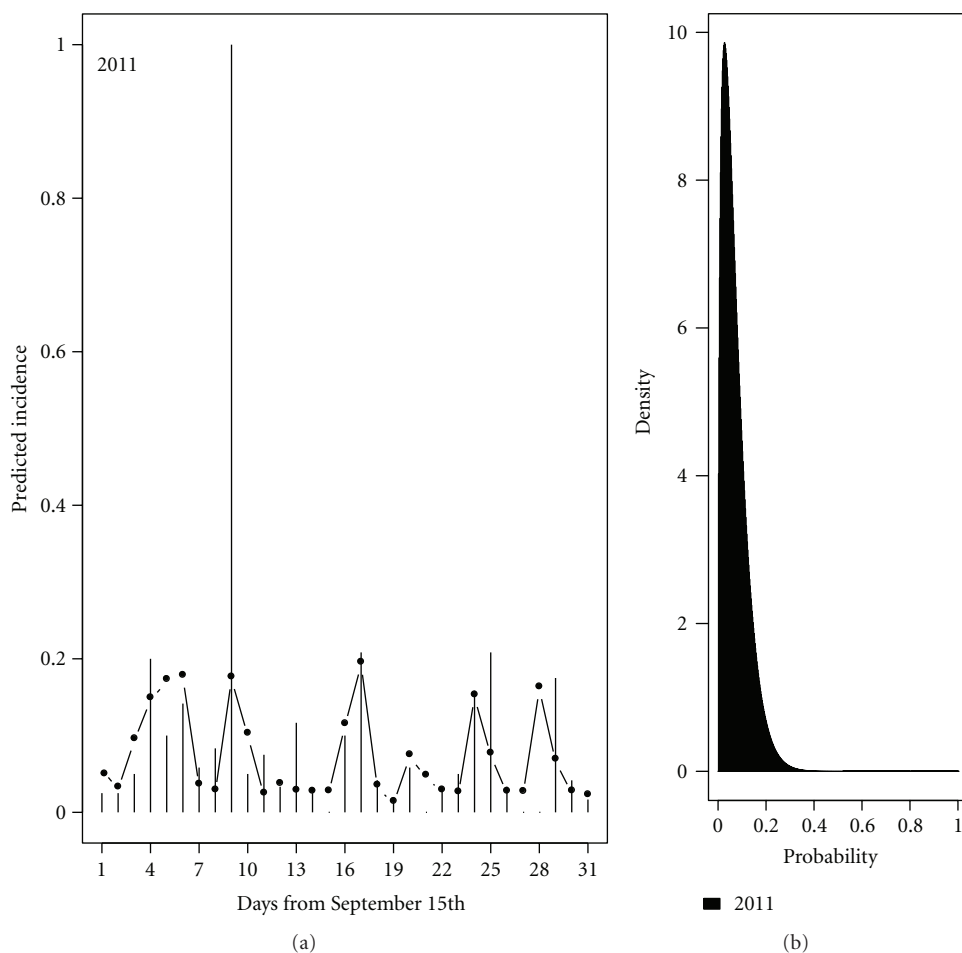 2011
1
0.8
0.6
0.4
0.2
0
Predicted incidence
1 4 7 10 13 16 19 22 25 28 31
Days from September 15th
(a)
10
8
6
4
2
0
Density
0 0.2 0.4 0.6 0.8 1
Probability
2011
(b)